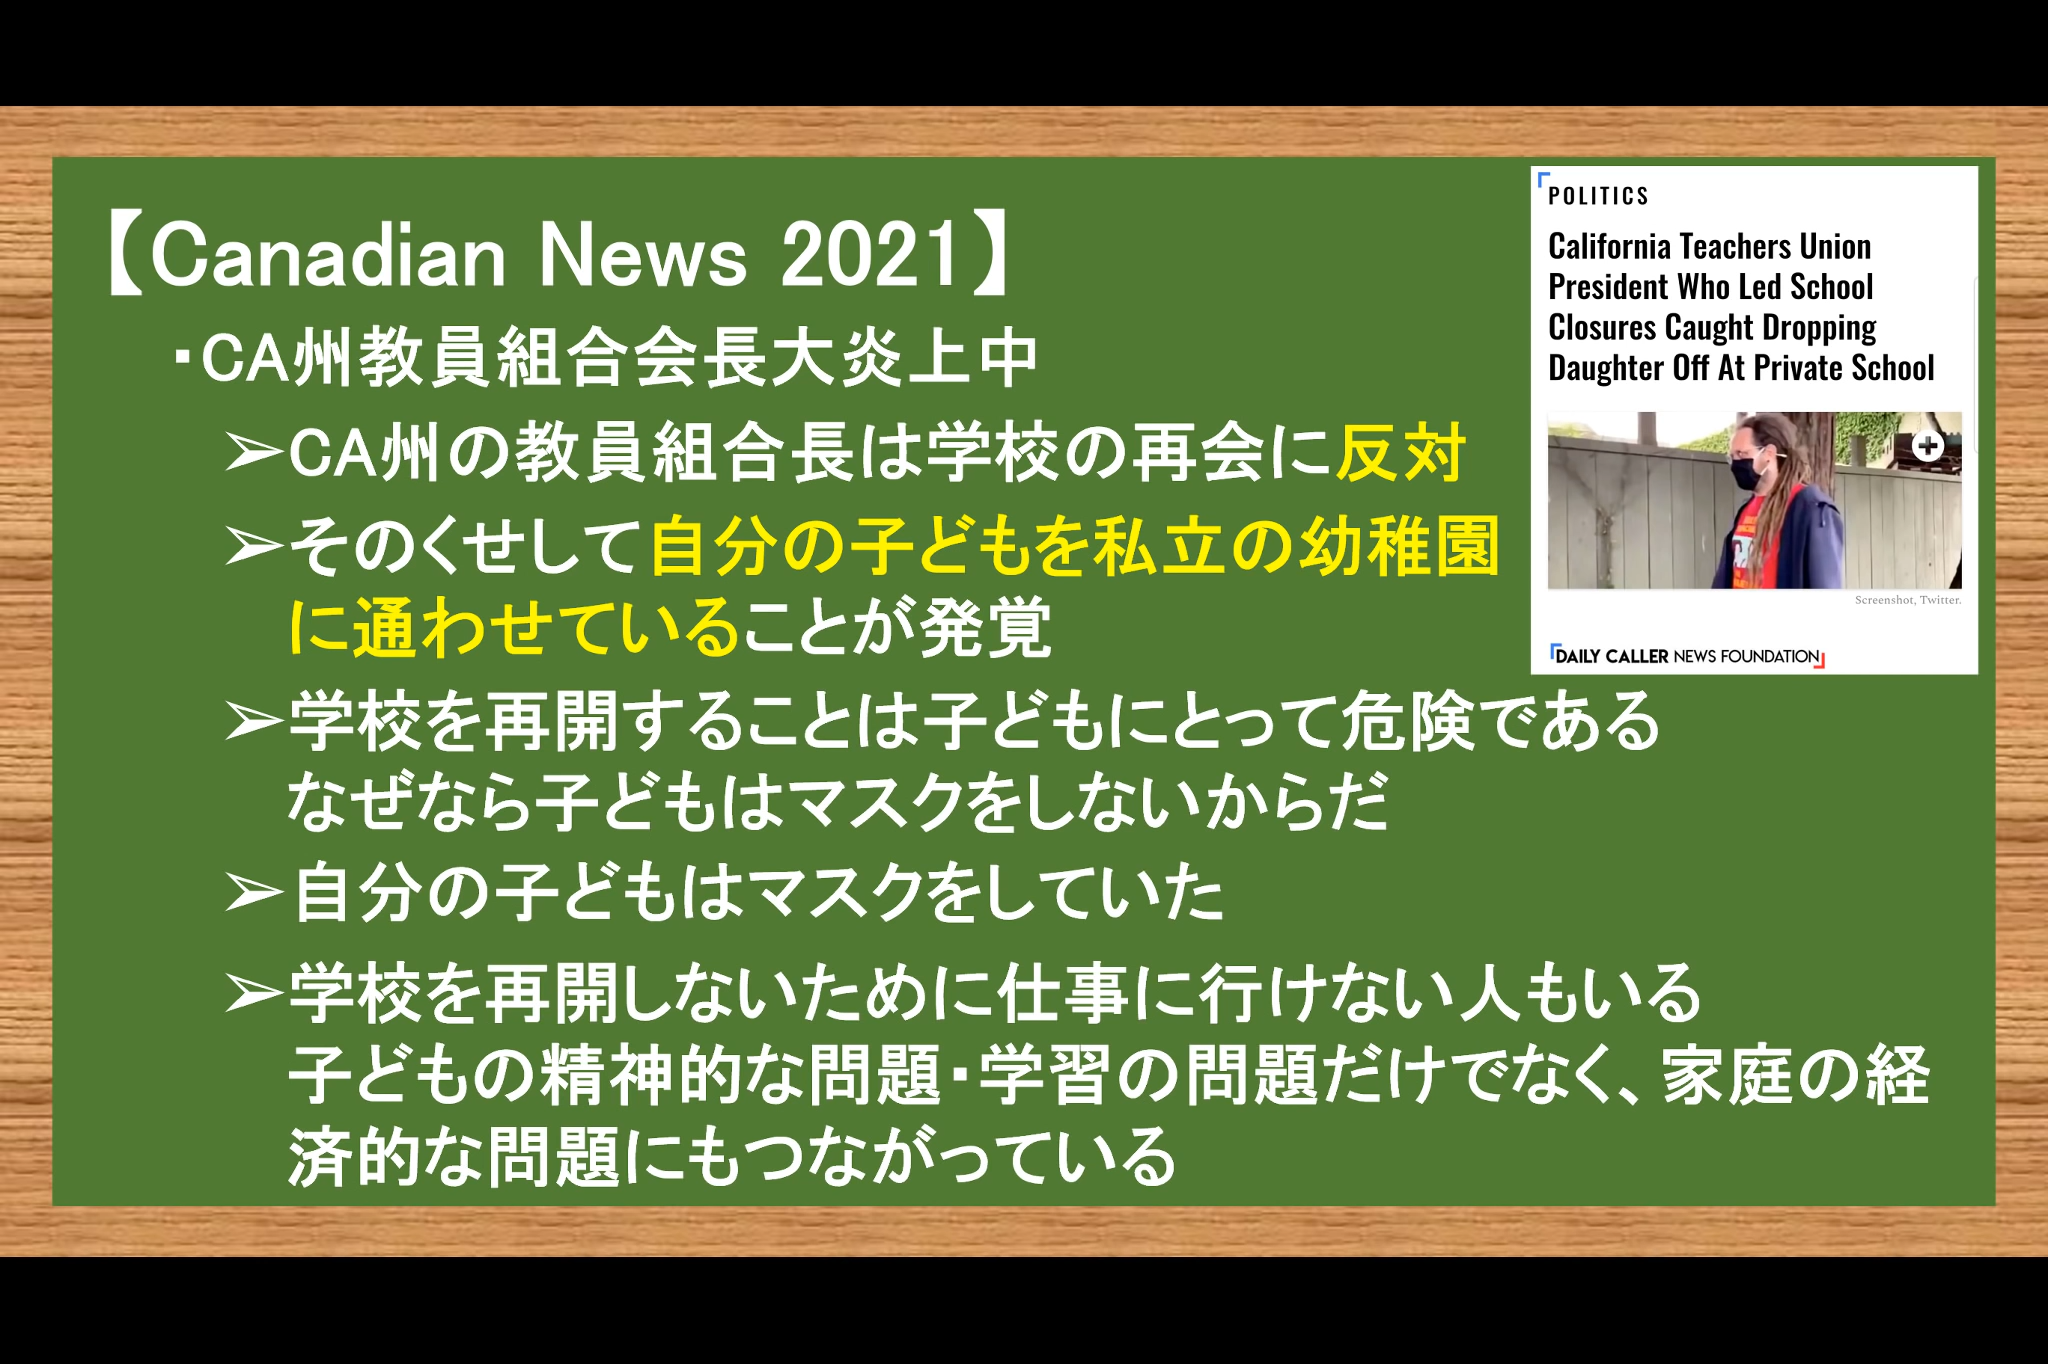 【Canadian News 2021】
・CA州教員組合会長大炎上中
➢CA州の教員組合長は学校の再会に反対
➢そのくせして自分の子どもを私立の幼稚園
に通わせていることが発覚
➢学校を再開することは子どもにとって危険である
なぜなら子どもはマスクをしないからだ
➢自分の子どもはマスクをしていた
➢学校を再開しないために仕事に行けない人もいる
子どもの精神的な問題・学習の問題だけでなく、家庭の経
済的な問題にもつながっている
POLITICS
California Teachers Union
President Who Led School
Closures Caught Dropping
Daughter Off At Private School
Screenshot, Twitter.
DAILY CALLER NEWS FOUNDATION